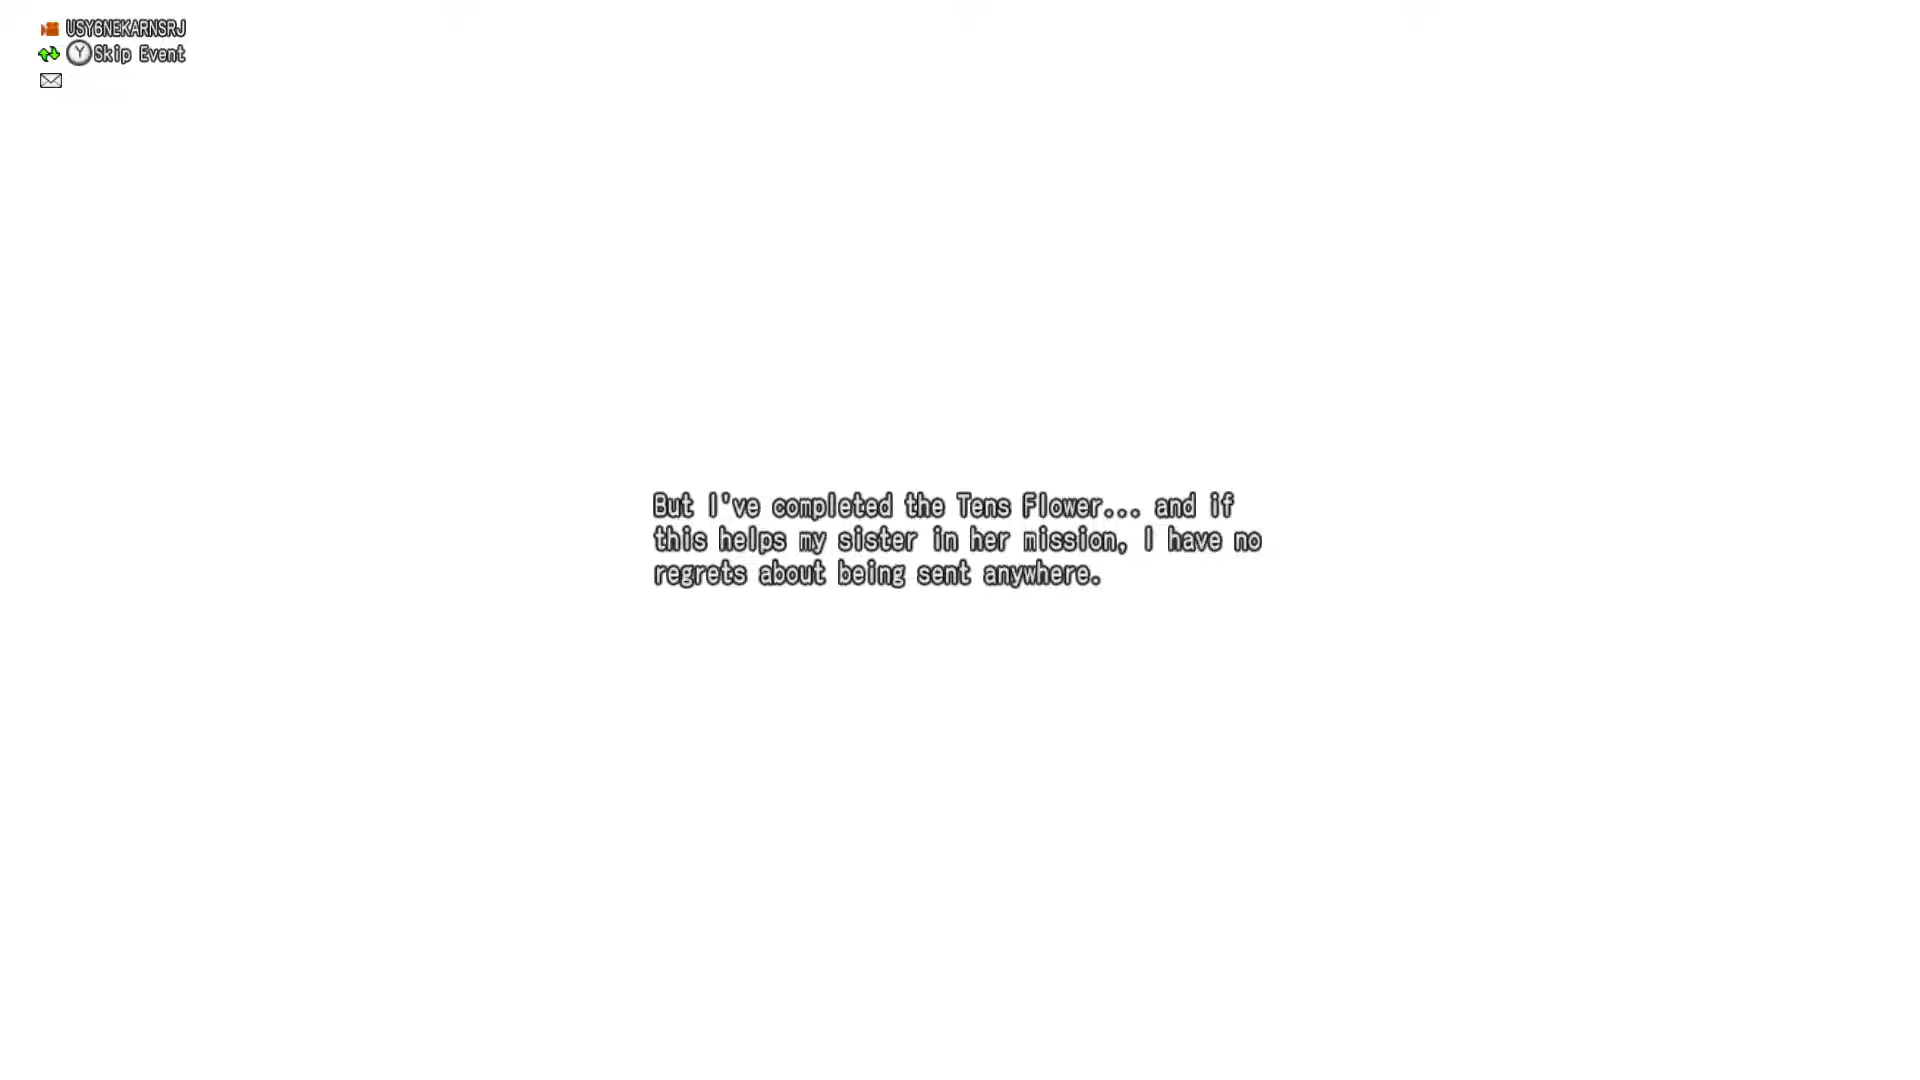 USY6NEKARNSRJ
Ⓨ Skip Event
But I've completed the Tens Flower... and if
this helps my sister in her mission, I have no
regrets about being sent anywhere.